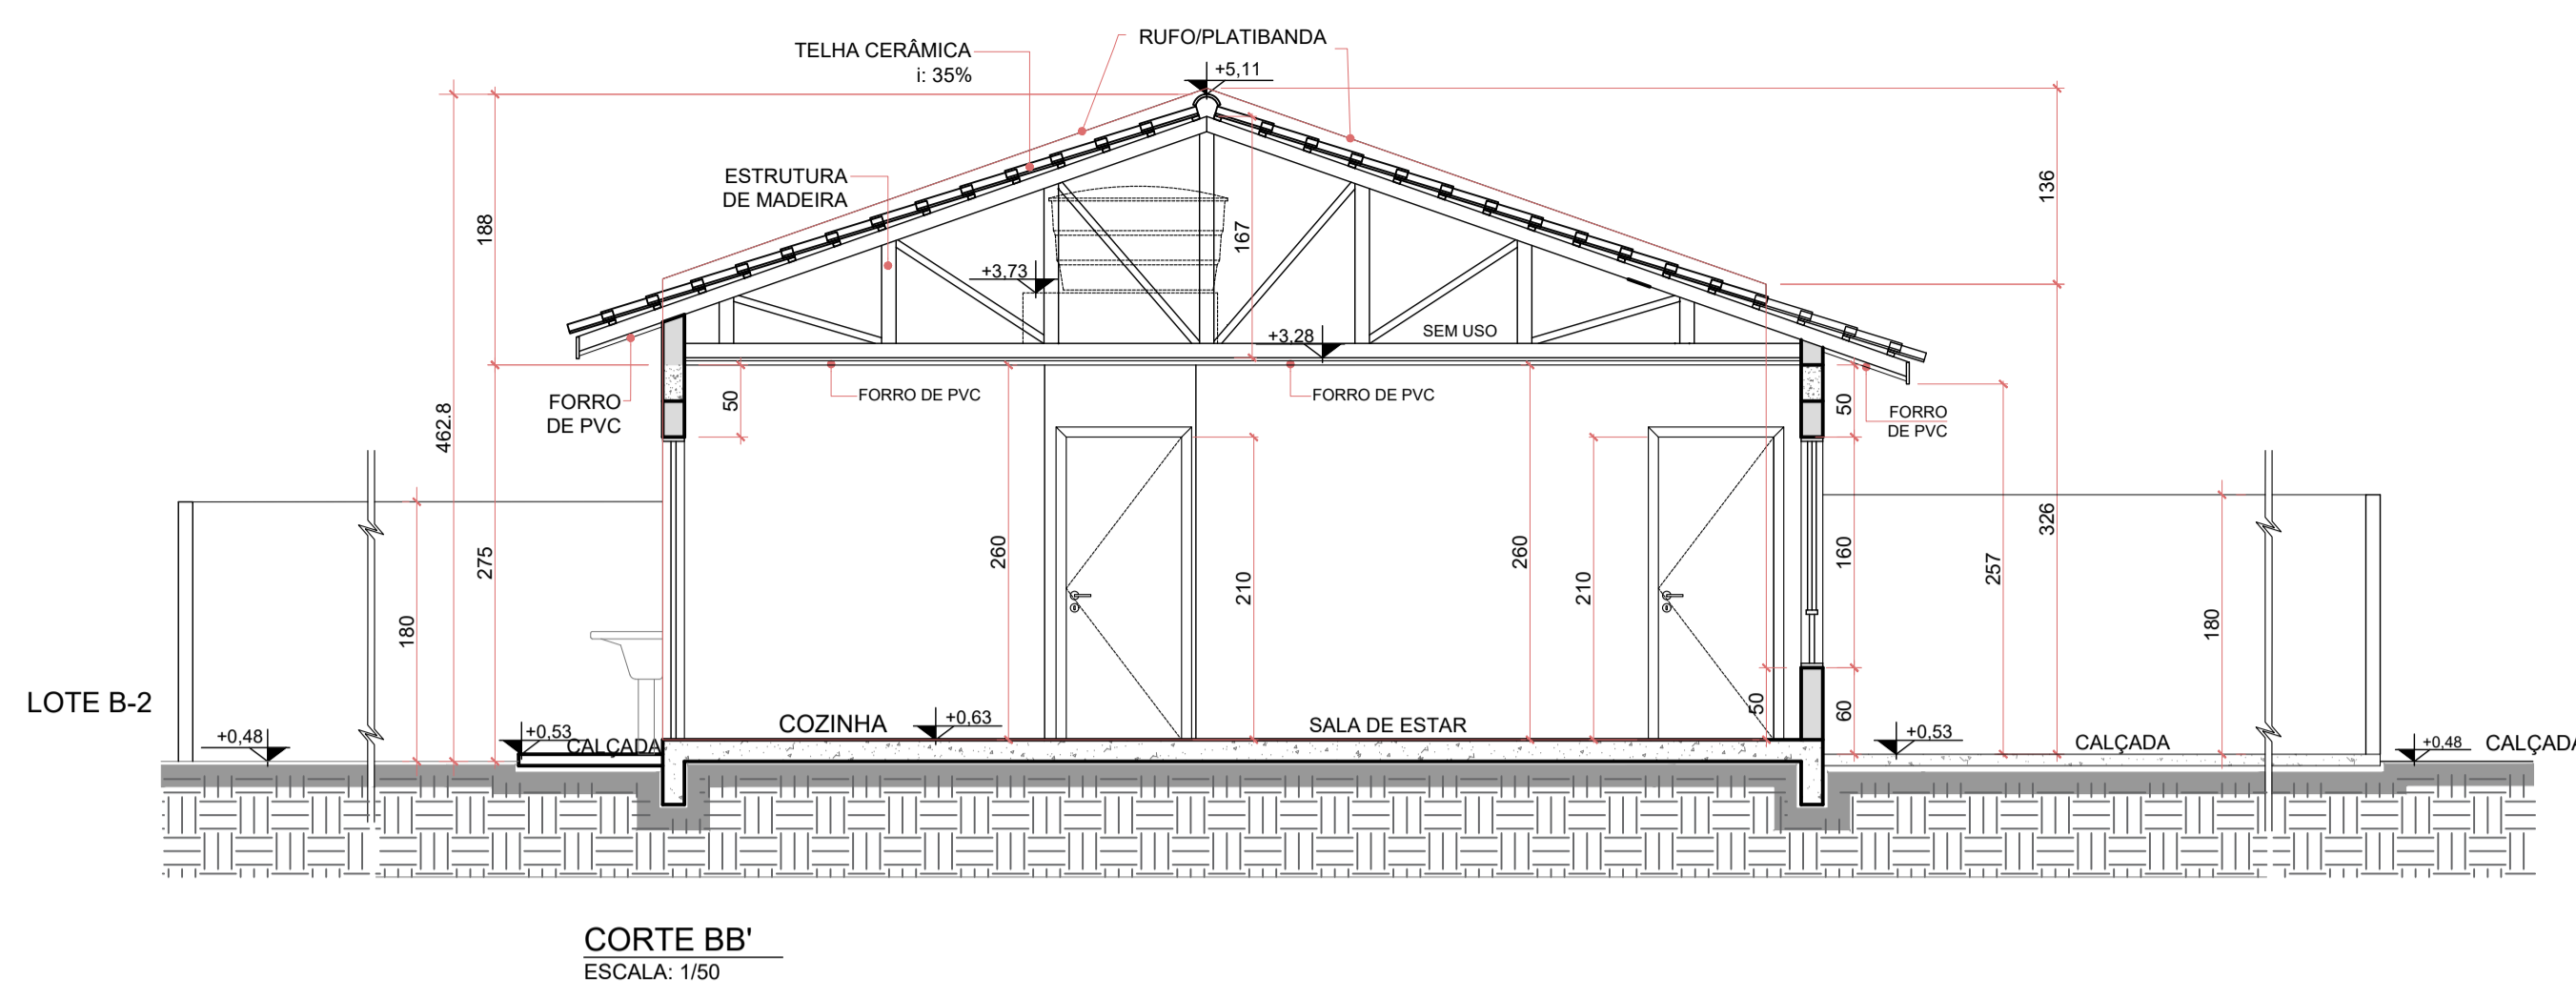 RUFO/PLATIBANDA
TELHA CERÂMICA
i: 35%
+5,11
ESTRUTURA
DE MADEIRA
136
188
167
+3,73
+3,28
SEM USO
FORRO
DE PVC
50
FORRO DE PVC
FORRO DE PVC
50
FORRO
DE PVC
462.8
275
180
260
210
260
210
160
257
326
180
LOTE B-2
+0,48
+0,53
CALÇADA
COZINHA
+0,63
SALA DE ESTAR
50
60
+0,53
CALÇADA
+0,48
CALÇADA
CORTE BB'
ESCALA: 1/50